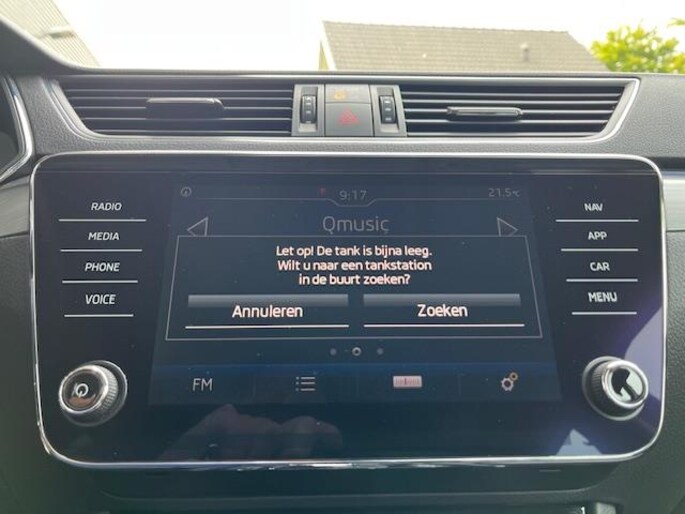 9:17
21.5°C
RADIO
MEDIA
PHONE
VOICE
Qmusic
NAV
APP
CAR
MENU
Let op! De tank is bijna leeg.
Wilt u naar een tankstation
in de buurt zoeken?
Annuleren
Zoeken
FM